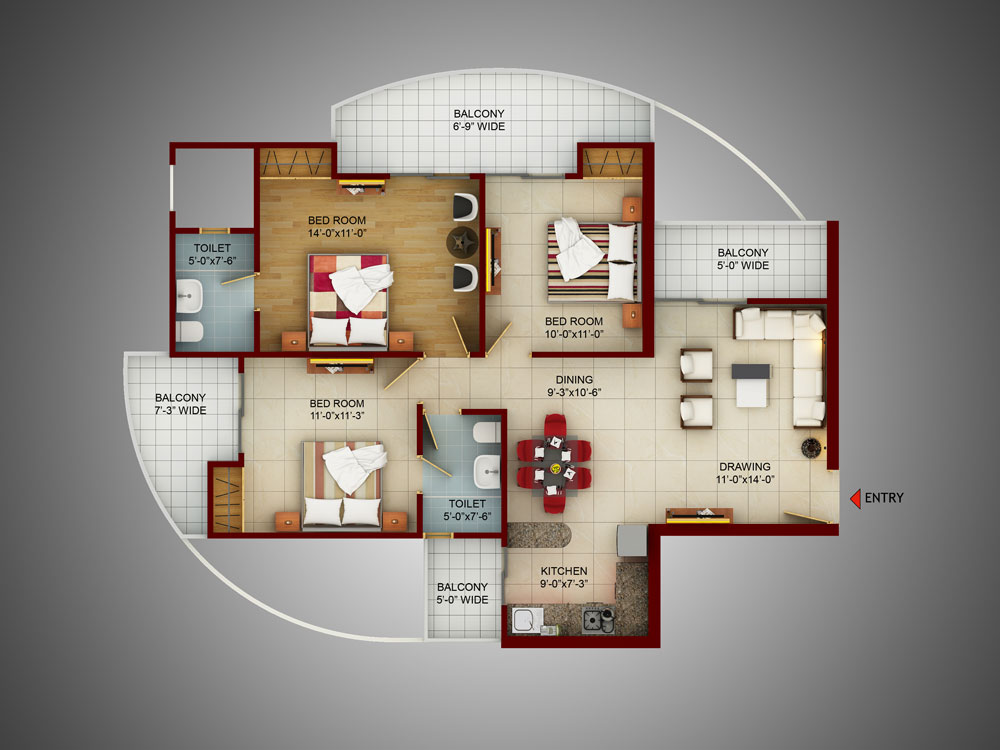 BALCONY
6'-9" WIDE
BED ROOM
14'-0"x11'-0"
TOILET
5'-0"x7'-6"
BALCONY
5'-0" WIDE
BED ROOM
10'-0"x11'-0"
DINING
9'-3"x10'-6"
BALCONY
7'-3" WIDE
BED ROOM
11'-0"x11'-3"
DRAWING
11'-0"x14'-0"
ENTRY
TOILET
5'-0"x7'-6"
KITCHEN
9'-0"x7'-3"
BALCONY
5'-0" WIDE